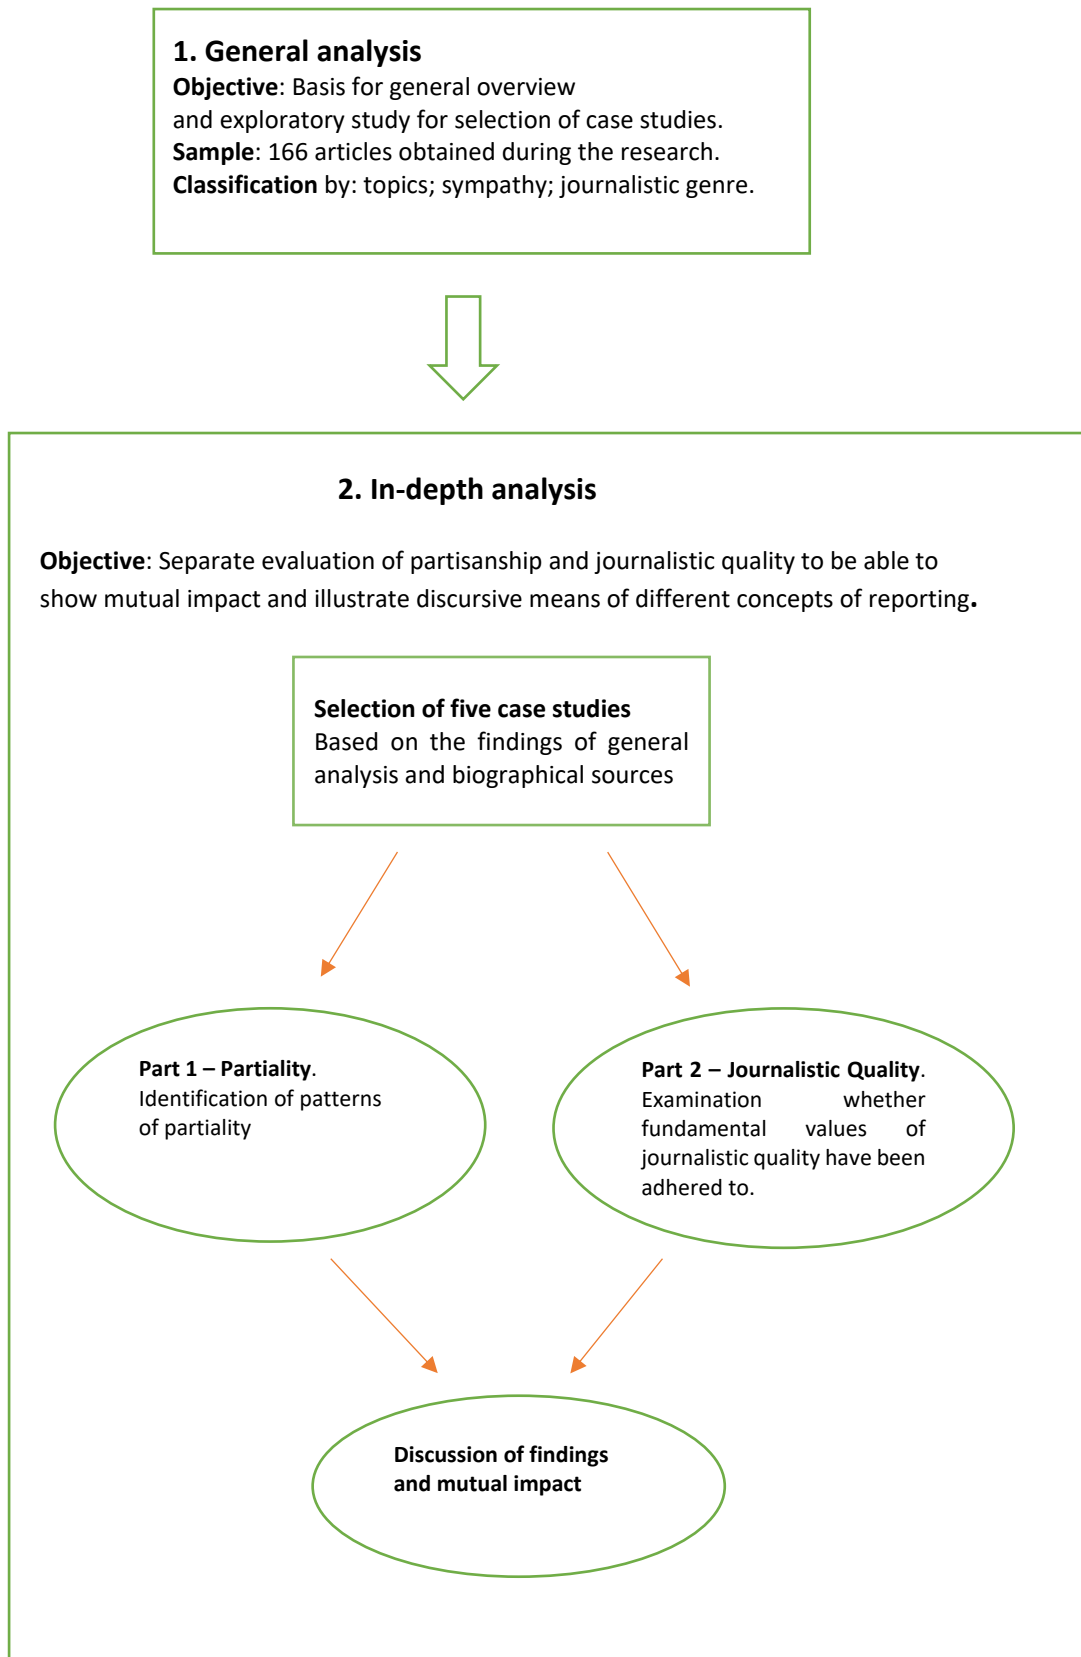 1. General analysis
Objective: Basis for general overview
and exploratory study for selection of case studies.
Sample: 166 articles obtained during the research.
Classification by: topics; sympathy; journalistic genre.
2. In-depth analysis
Objective: Separate evaluation of partisanship and journalistic quality to be able to
show mutual impact and illustrate discursive means of different concepts of reporting.
Selection of five case studies
Based on the findings of general
analysis and biographical sources
Part 1 – Partiality.
Identification of patterns
of partiality
Part 2 – Journalistic Quality.
Examination whether
fundamental values of
journalistic quality have been
adhered to.
Discussion of findings
and mutual impact